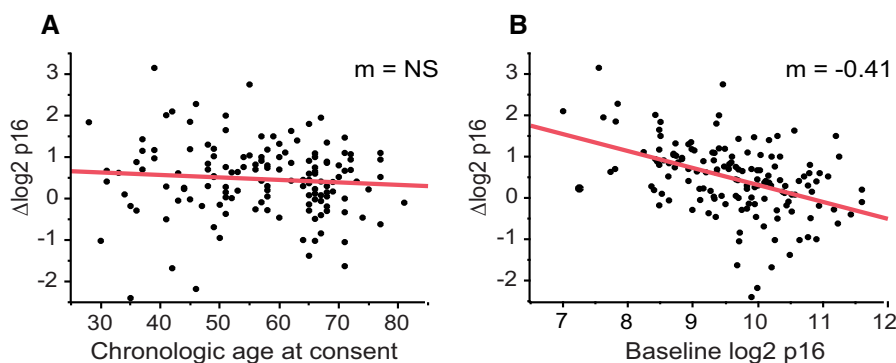 A
m = NS
Δlog2 p16
3
2
1
0
-1
-2
30 40 50 60 70 80
Chronologic age at consent
B
m = -0.41
Δlog2 p16
3
2
1
0
-1
-2
7 8 9 10 11 12
Baseline log2 p16